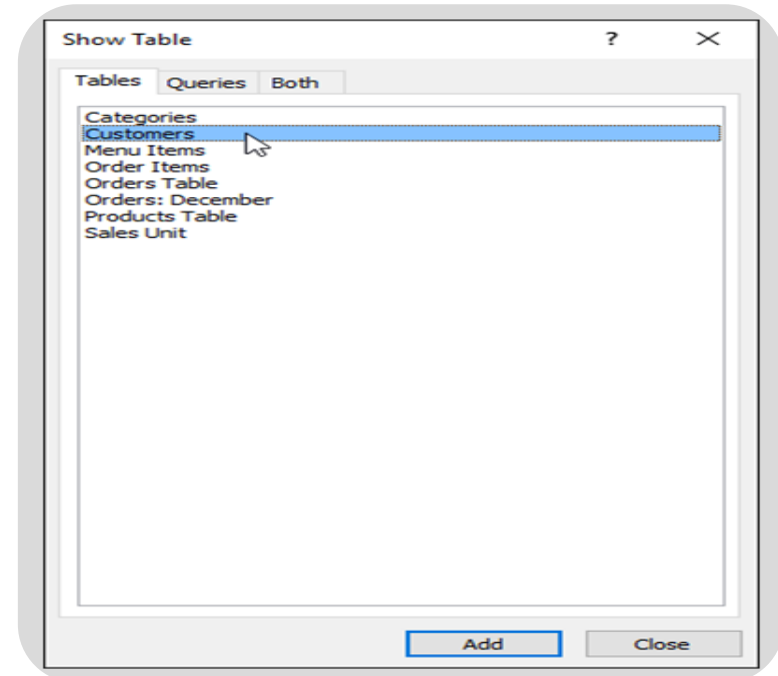 Show Table ?
Tables Queries Both
Categories
Customers
Menu Items
Order Items
Orders Table
Orders: December
Products Table
Sales Unit
Add Close